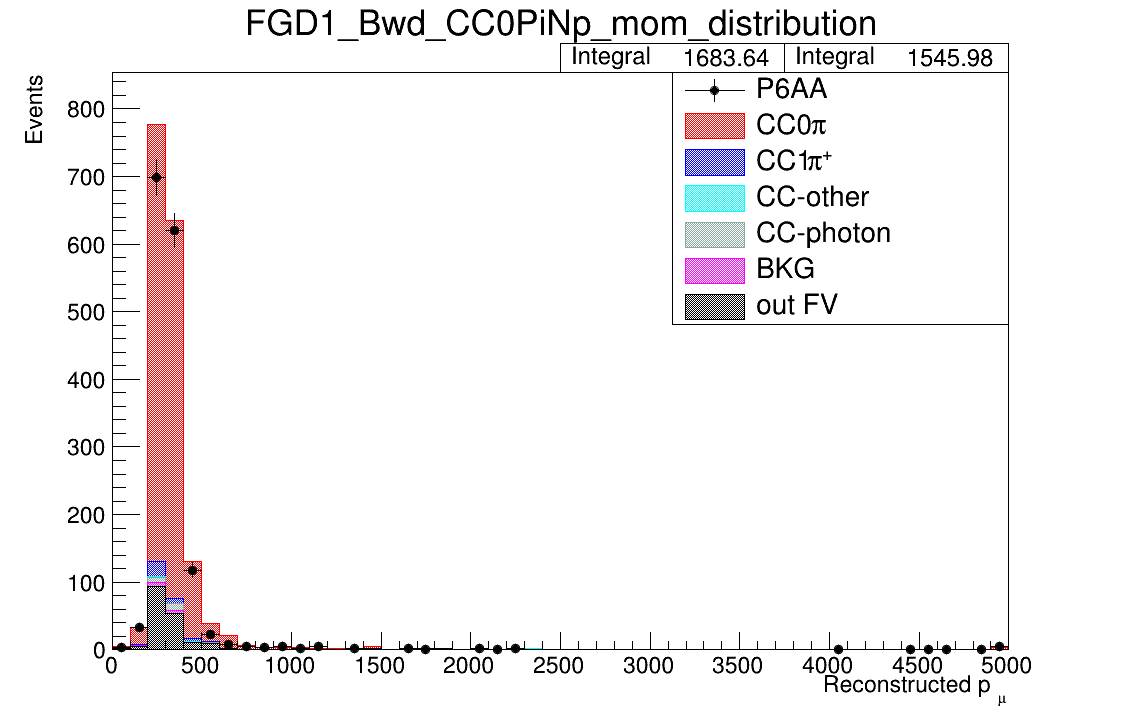 FGD1_Bwd_CC0PiNp_mom_distribution
Integral 1683.64 Integral 1545.98
Events
P6AA
CC0π
CC1π+
CC-other
CC-photon
BKG
out FV
800
700
600
500
400
300
200
100
0
0 500 1000 1500 2000 2500 3000 3500 4000 4500 5000
Reconstructed p μ